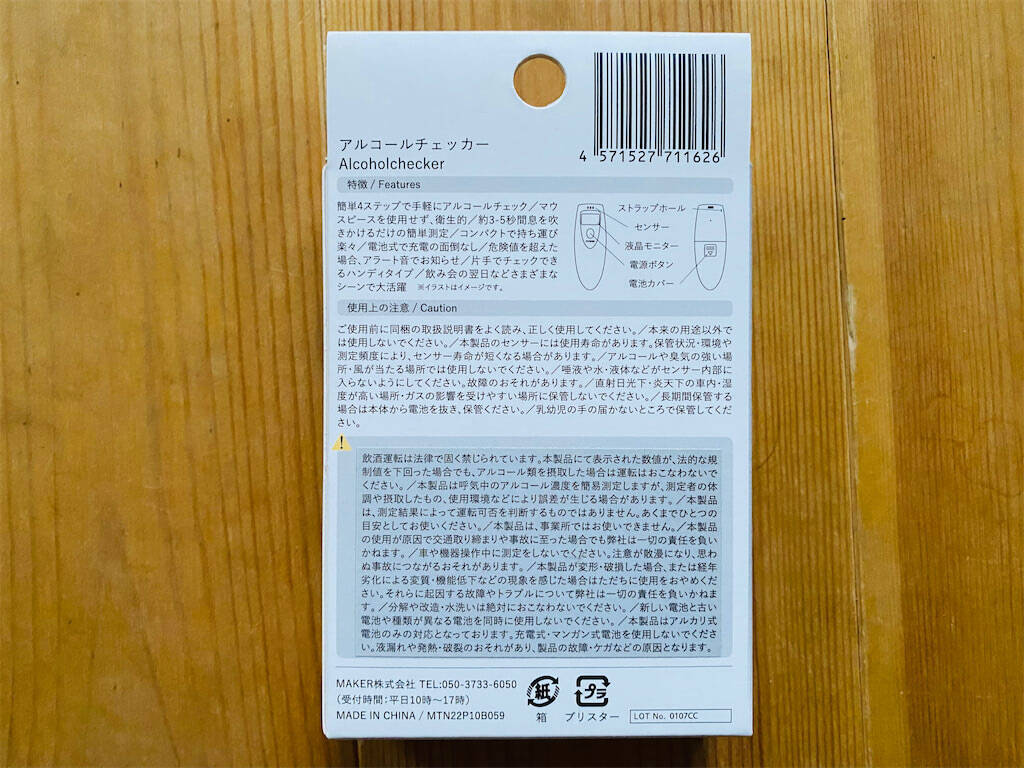 アルコールチェッカー
Alcoholchecker
4 571527 711626
特徴 / Features
簡単4ステップで手軽にアルコールチェック／マウ
スピースを使用せず、衛生的／約3-5秒間息を吹
きかけるだけの簡単測定／コンパクトで持ち運び
楽々／電池式で充電の面倒なし／危険値を超えた
場合、アラート音でお知らせ／片手でチェックでき
るハンディタイプ／飲み会の翌日などさまざまな
シーンで大活躍 ※イラストはイメージです。
ストラップホール
センサー
液晶モニター
電源ボタン
電池カバー
使用上の注意 / Caution
ご使用前に同梱の取扱説明書をよく読み、正しく使用してください。／本来の用途以外で
は使用しないでください。／本製品のセンサーには使用寿命があります。保管状況・環境や
測定頻度により、センサー寿命が短くなる場合があります。／アルコールや臭気の強い場
所・風が当たる場所では使用しないでください。／唾液や水・液体などがセンサー内部に
入らないようにしてください。故障のおそれがあります。／直射日光下・炎天下の車内・湿
度が高い場所・ガスの影響を受けやすい場所に保管しないでください。／長期間保管する
場合は本体から電池を抜き、保管ください。／乳幼児の手の届かないところで保管してくだ
さい。
飲酒運転は法律で固く禁じられています。本製品にて表示された数値が、法的な規
制値を下回った場合でも、アルコール類を摂取した場合は運転はおこなわないで
ください。／本製品は呼気中のアルコール濃度を簡易測定しますが、測定者の体
調や摂取したもの、使用環境などにより誤差が生じる場合があります。／本製品
は、測定結果によって運転可否を判断するものではありません。あくまでひとつの
目安としてお使いください。／本製品は、事業所ではお使いできません。／本製品
の使用が原因で交通取り締まりや事故に至った場合でも弊社は一切の責任を負い
かねます。／車や機器操作中に測定をしないでください。注意が散漫になり、思わ
ぬ事故につながるおそれがあります。／本製品が変形・破損した場合、または経年
劣化による変質・機能低下などの現象を感じた場合はただちに使用をおやめくだ
さい。それらに起因する故障やトラブルについて弊社は一切の責任を負いかねま
す。／分解や改造・水洗いは絶対におこなわないでください。／新しい電池と古い
電池や種類が異なる電池を同時に使用しないでください。／本製品はアルカリ式
電池のみの対応となっております。充電式・マンガン式電池を使用しないでくださ
い。液漏れや発熱・破裂のおそれがあり、製品の故障・ケガなどの原因となります。
MAKER株式会社 TEL:050-3733-6050
（受付時間：平日10時〜17時）
MADE IN CHINA / MTN22P10B059
紙
箱
プラ
ブリスター
LOT No. 0107CC